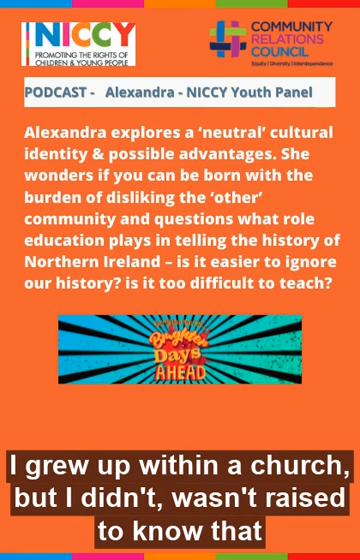 NICCY
PROMOTING THE RIGHTS OF
CHILDREN & YOUNG PEOPLE
COMMUNITY
RELATIONS
COUNCIL
Equity | Diversity | Interdependence
PODCAST - Alexandra - NICCY Youth Panel
Alexandra explores a ‘neutral’ cultural
identity & possible advantages. She
wonders if you can be born with the
burden of disliking the ‘other’
community and questions what role
education plays in telling the history of
Northern Ireland – is it easier to ignore
our history? is it too difficult to teach?
Brighter
Days
AHEAD
I grew up within a church,
but I didn't, wasn't raised
to know that